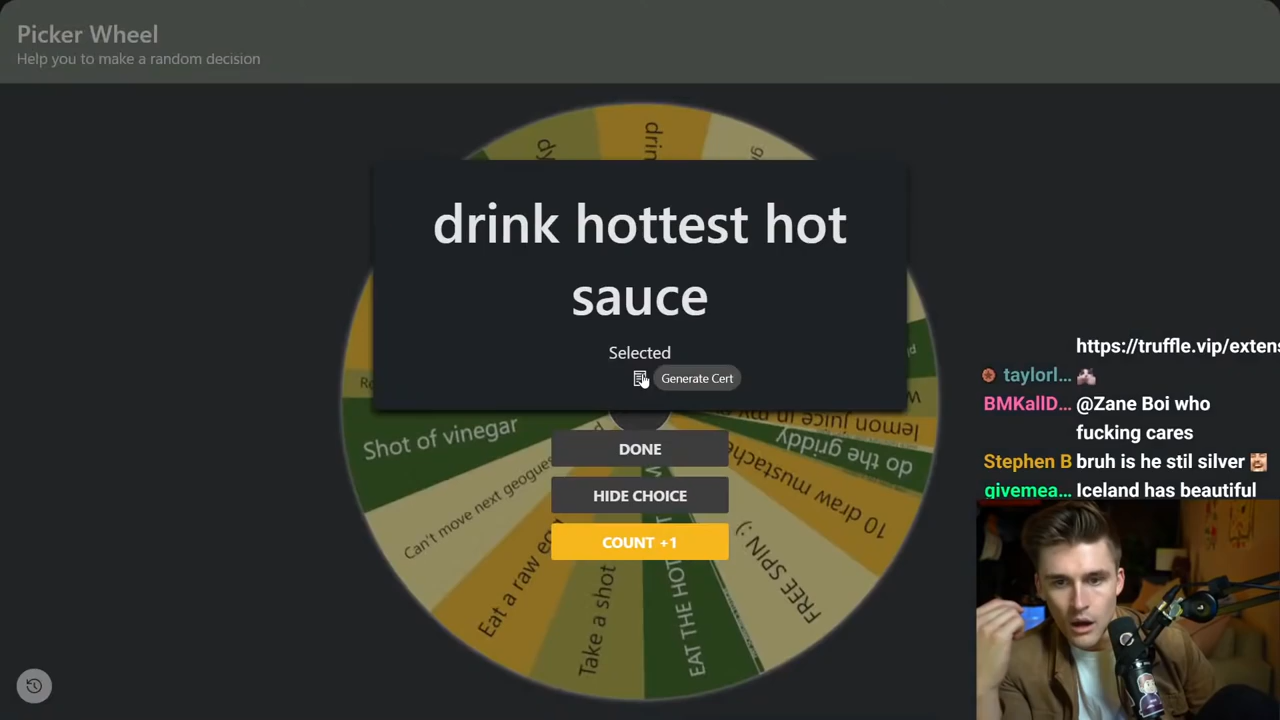 Picker Wheel
Help you to make a random decision
drink hottest hot
sauce
Selected
Generate Cert
DONE
HIDE CHOICE
COUNT +1
Shot of vinegar
Can't move next geogues
Eat a raw
Take a shot
EAT THE HOT
FREE SPIN :)
10 draw mustache
do the griddy
lemon juice in my
https://truffle.vip/extens
taylorl...
BMKallD... @Zane Boi who
fucking cares
Stephen B bruh is he stil silver
givemea... Iceland has beautiful